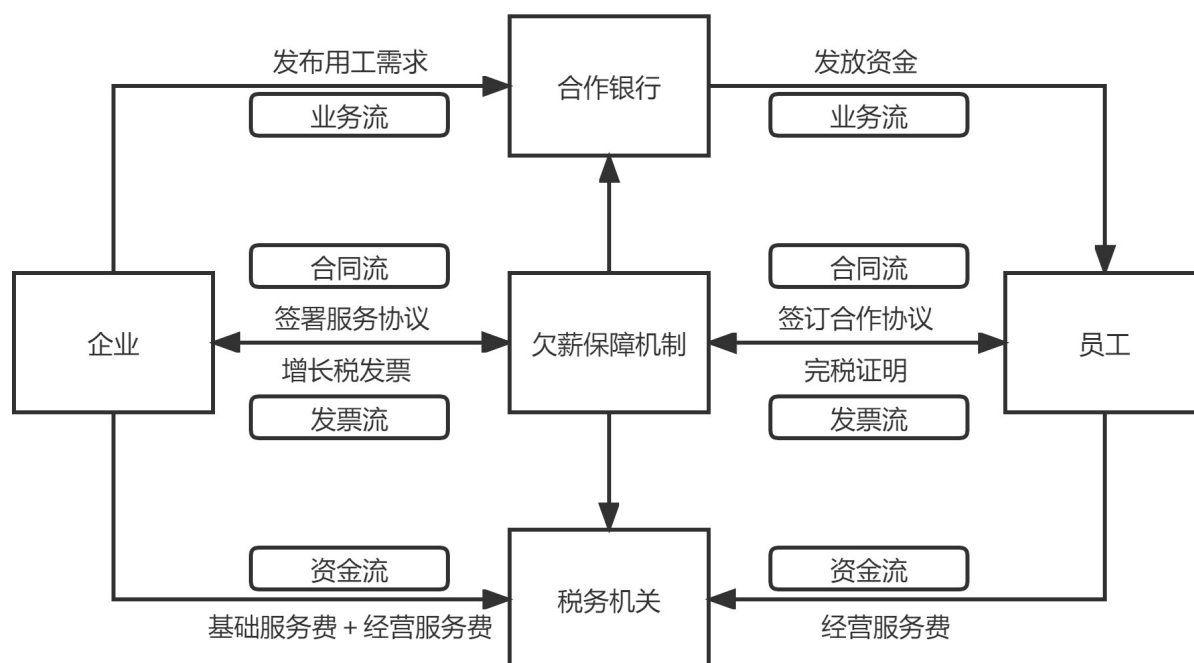 发布用工需求
业务流
合作银行
发放资金
业务流
合同流
合同流
企业
签署服务协议
欠薪保障机制
签订合作协议
员工
增长税发票
完税证明
发票流
发票流
资金流
税务机关
资金流
基础服务费 + 经营服务费
经营服务费